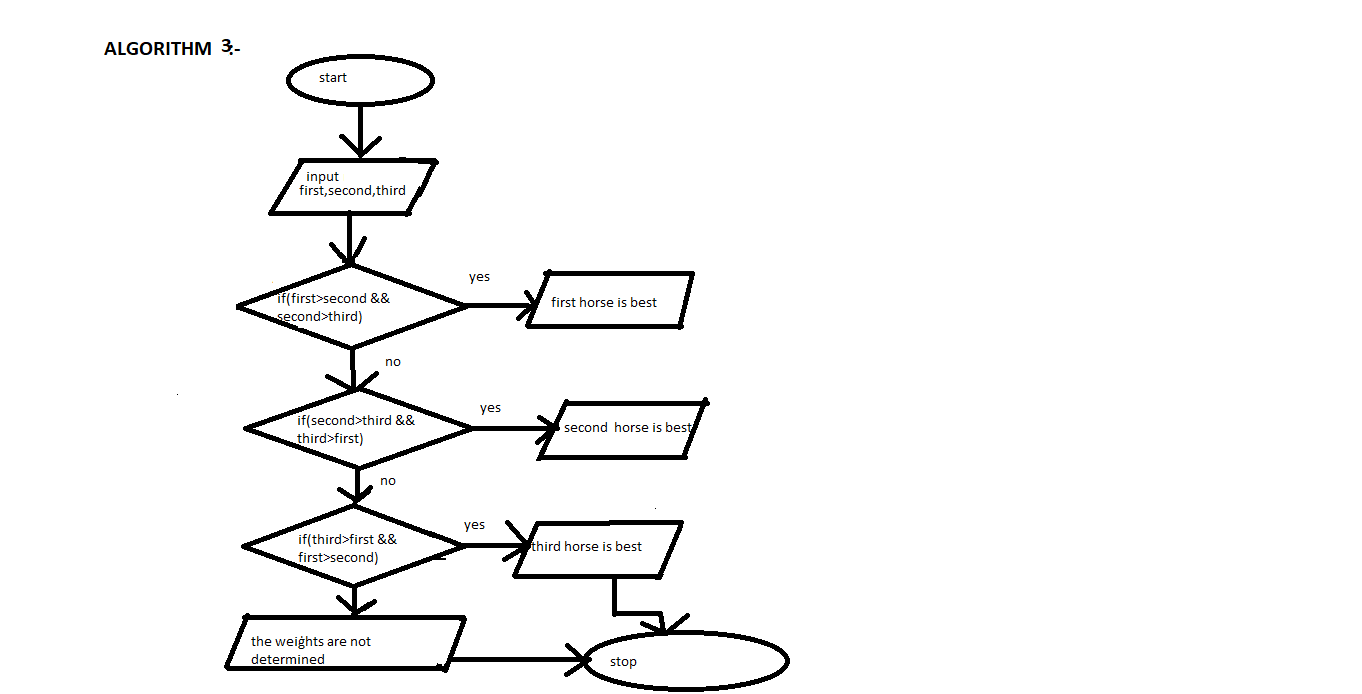 ALGORITHM 3:-
start
input
first,second,third
yes
if(first>second &&
second>third)
first horse is best
no
yes
if(second>third &&
third>first)
second horse is best
no
yes
if(third>first &&
first>second)
third horse is best
the weights are not
determined
stop